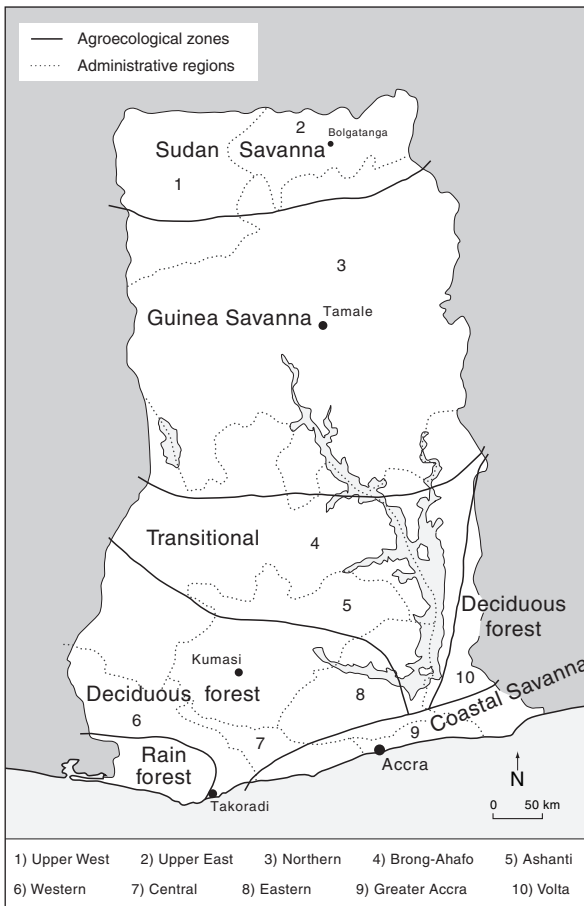 Agroecological zones
Administrative regions
2
Bolgatanga
Sudan Savanna
1
3
Guinea Savanna
Tamale
Transitional
4
5
Deciduous
forest
Kumasi
10
Deciduous forest
8
Coastal Savanna
6
7
9
Rain
forest
Accra
N
Takoradi
0 50 km
1) Upper West 2) Upper East 3) Northern 4) Brong-Ahafo 5) Ashanti
6) Western 7) Central 8) Eastern 9) Greater Accra 10) Volta